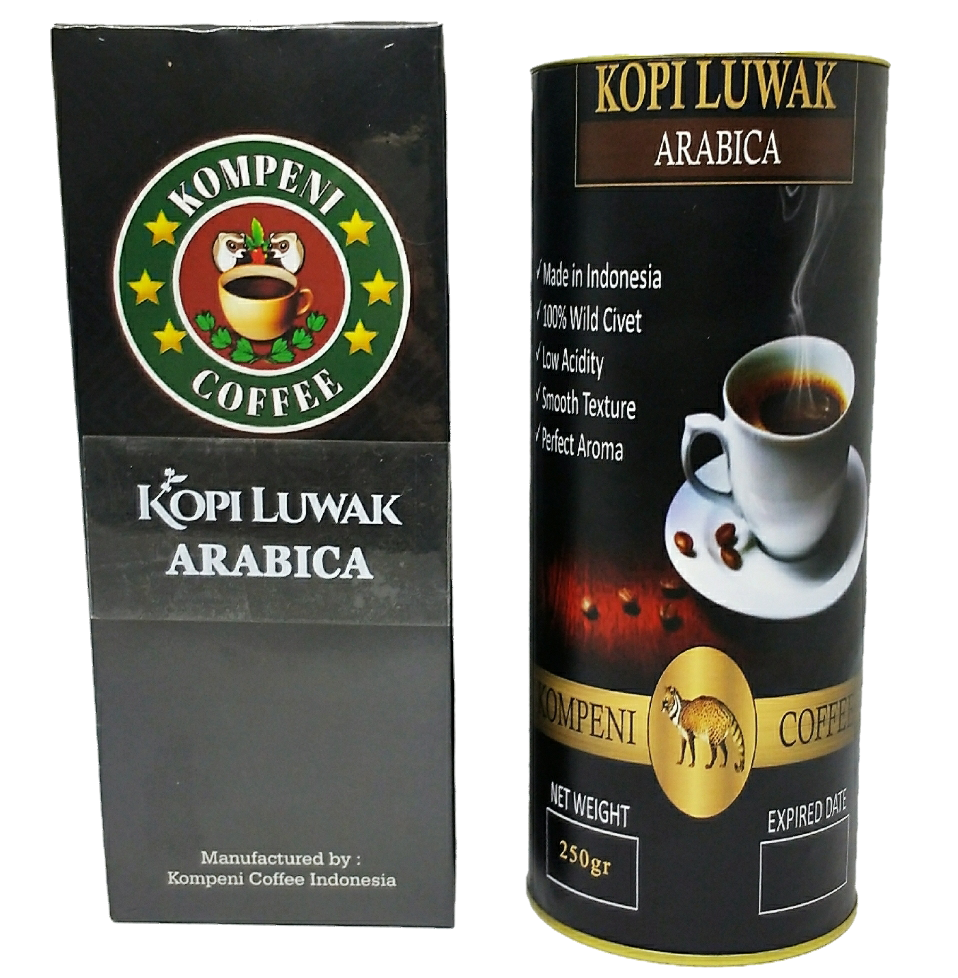 KOMPENI
COFFEE
KOPI LUWAK
ARABICA
Manufactured by :
Kompeni Coffee Indonesia
KOPI LUWAK
ARABICA
✓ Made in Indonesia
✓ 100% Wild Civet
✓ Low Acidity
✓ Smooth Texture
✓ Perfect Aroma
KOMPENI COFFEE
NET WEIGHT
250gr
EXPIRED DATE